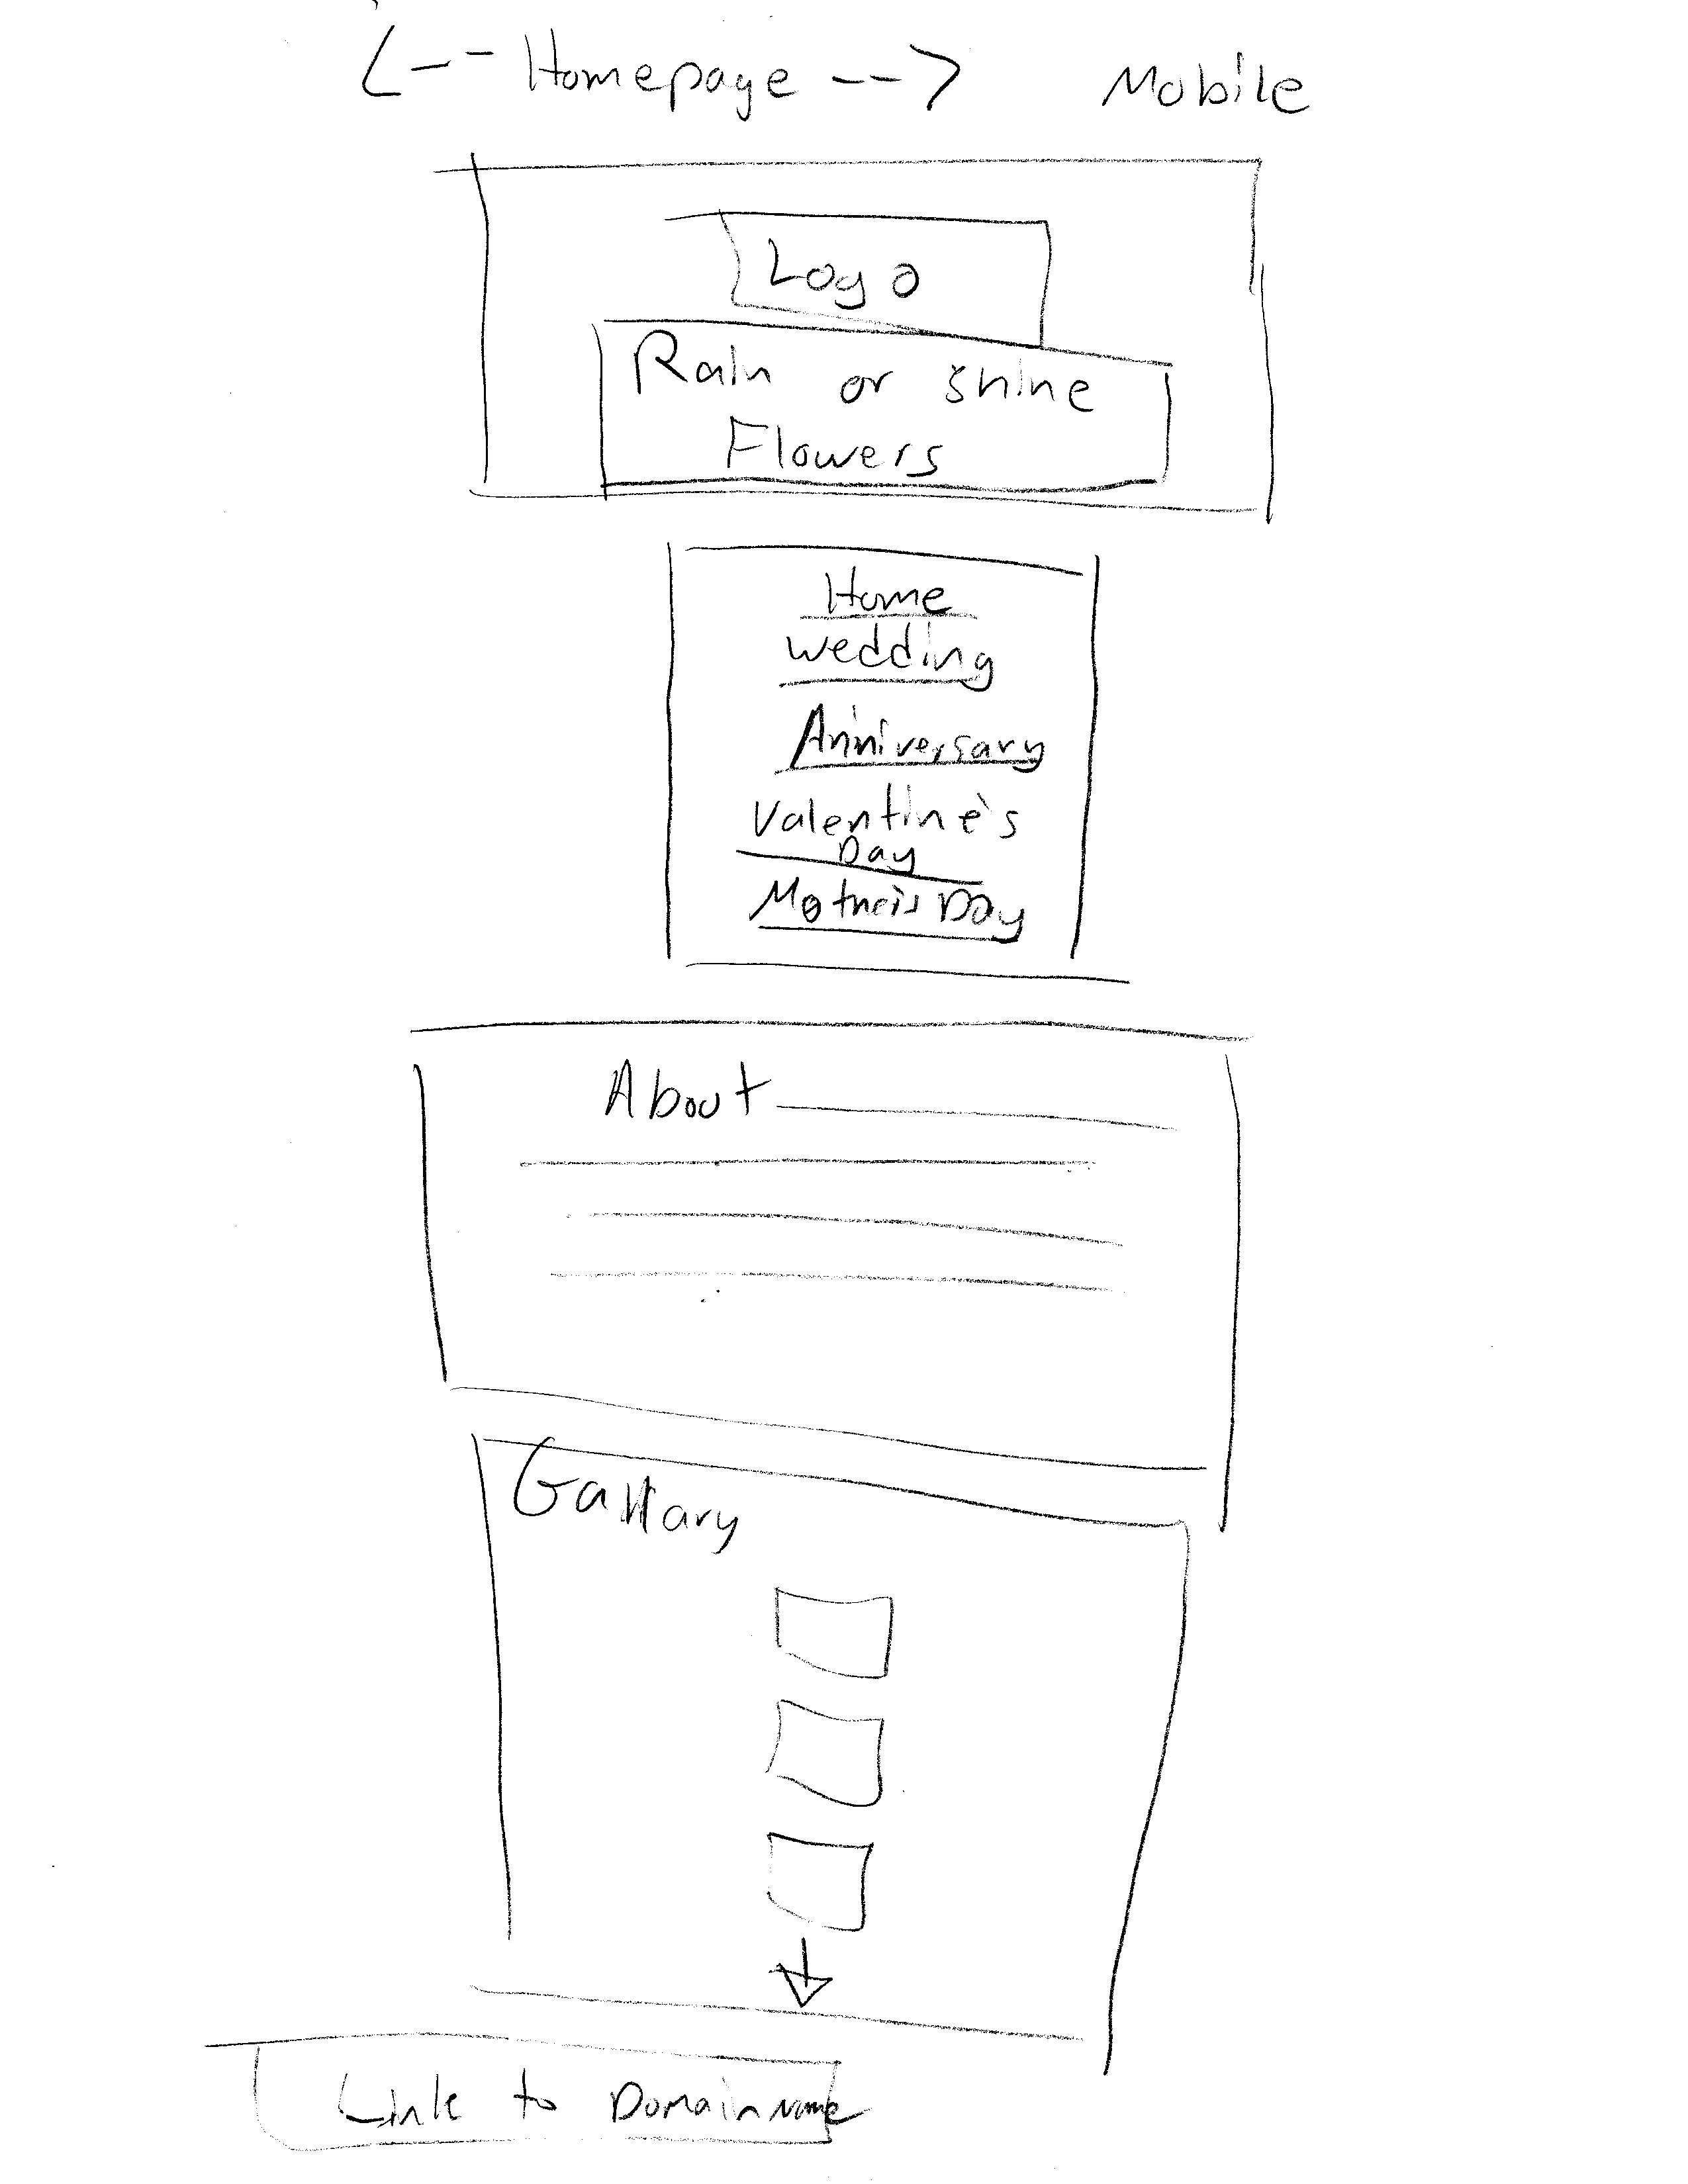 <-- Homepage --> Mobile
Logo
Rain or shine
Flowers
Home
wedding
Anniversary
Valentine's
Day
Mother's Day
About
Gallary
Link to Domain name